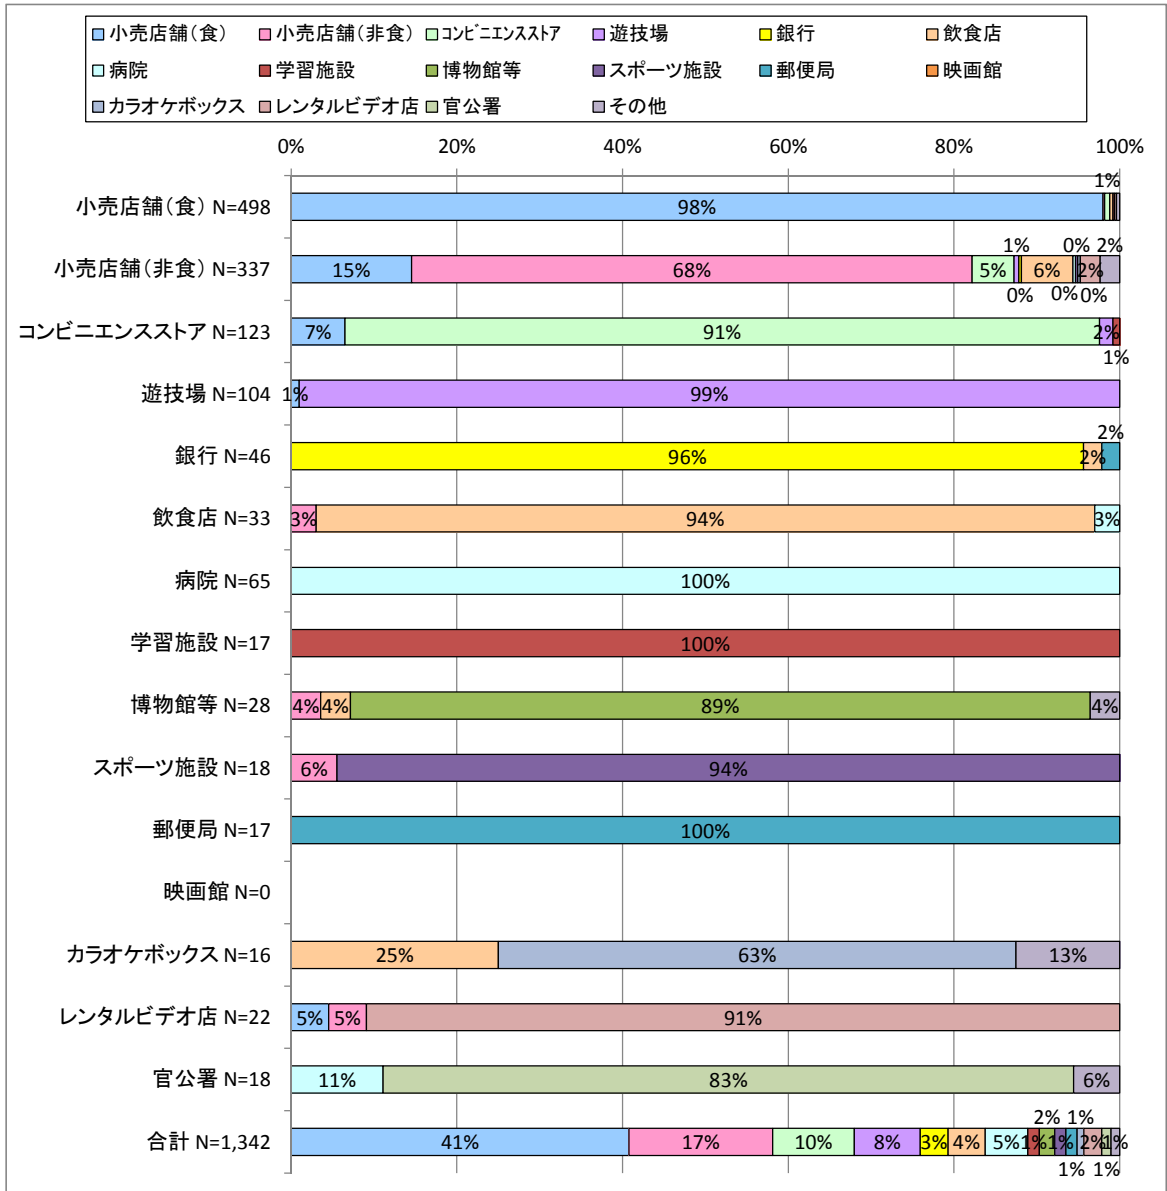 小売店舗(食) 小売店舗(非食) コンビニエンスストア 遊技場 銀行 飲食店
病院 学習施設 博物館等 スポーツ施設 郵便局 映画館
カラオケボックス レンタルビデオ店 官公署 その他
0% 20% 40% 60% 80% 100%
1%
小売店舗(食) N=498 98%
1% 0% 2%
小売店舗(非食) N=337 15% 68% 5% 6% 2%
0% 0% 0%
コンビニエンスストア N=123 7% 91% 2%
1%
遊技場 N=104 1% 99%
2%
銀行 N=46 96% 2%
飲食店 N=33 3% 94% 3%
病院 N=65 100%
学習施設 N=17 100%
博物館等 N=28 4% 4% 89% 4%
スポーツ施設 N=18 6% 94%
郵便局 N=17 100%
映画館 N=0
カラオケボックス N=16 25% 63% 13%
レンタルビデオ店 N=22 5% 5% 91%
官公署 N=18 11% 83% 6%
2% 1%
合計 N=1,342 41% 17% 10% 8% 3% 4% 5% 1% 1% 2% 1%
1% 1%